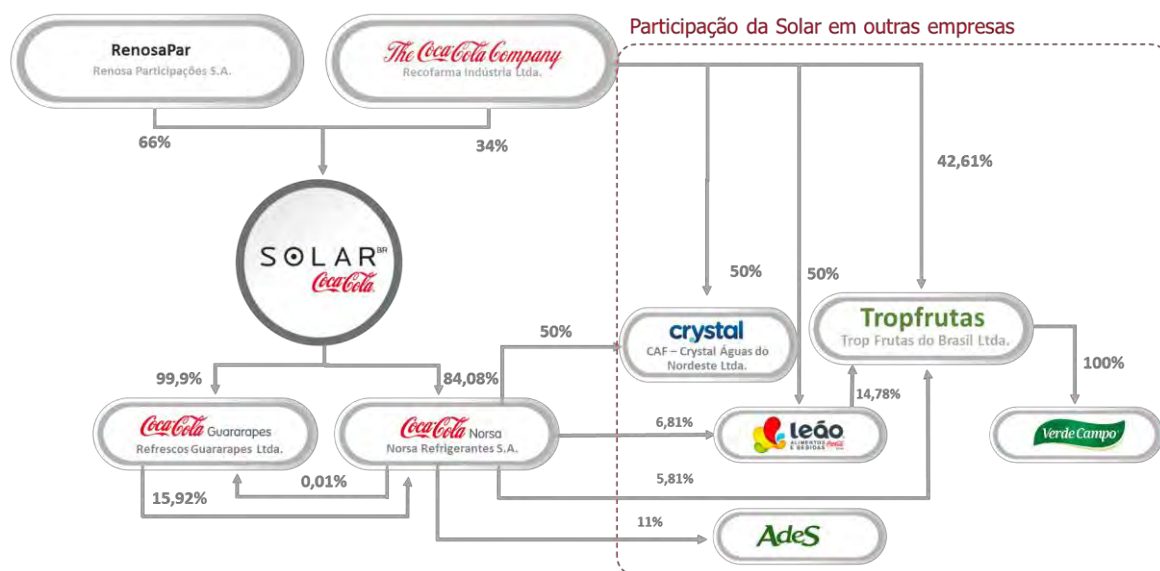 Participação da Solar em outras empresas
RenosaPar
Renosa Participações S.A.
The Coca-Cola Company
Recofarma Indústria Ltda.
66%
34%
42,61%
SOLAR BR
Coca-Cola
50%
50%
50%
crystal
CAF – Crystal Águas do
Nordeste Ltda.
Tropfrutas
Trop Frutas do Brasil Ltda.
99,9%
84,08%
14,78%
100%
Coca-Cola Guararapes
Refrescos Guararapes Ltda.
Coca-Cola Norsa
Norsa Refrigerantes S.A.
6,81%
leão
ALIMENTOS
E BEBIDAS
Verde Campo
0,01%
15,92%
5,81%
11%
AdeS